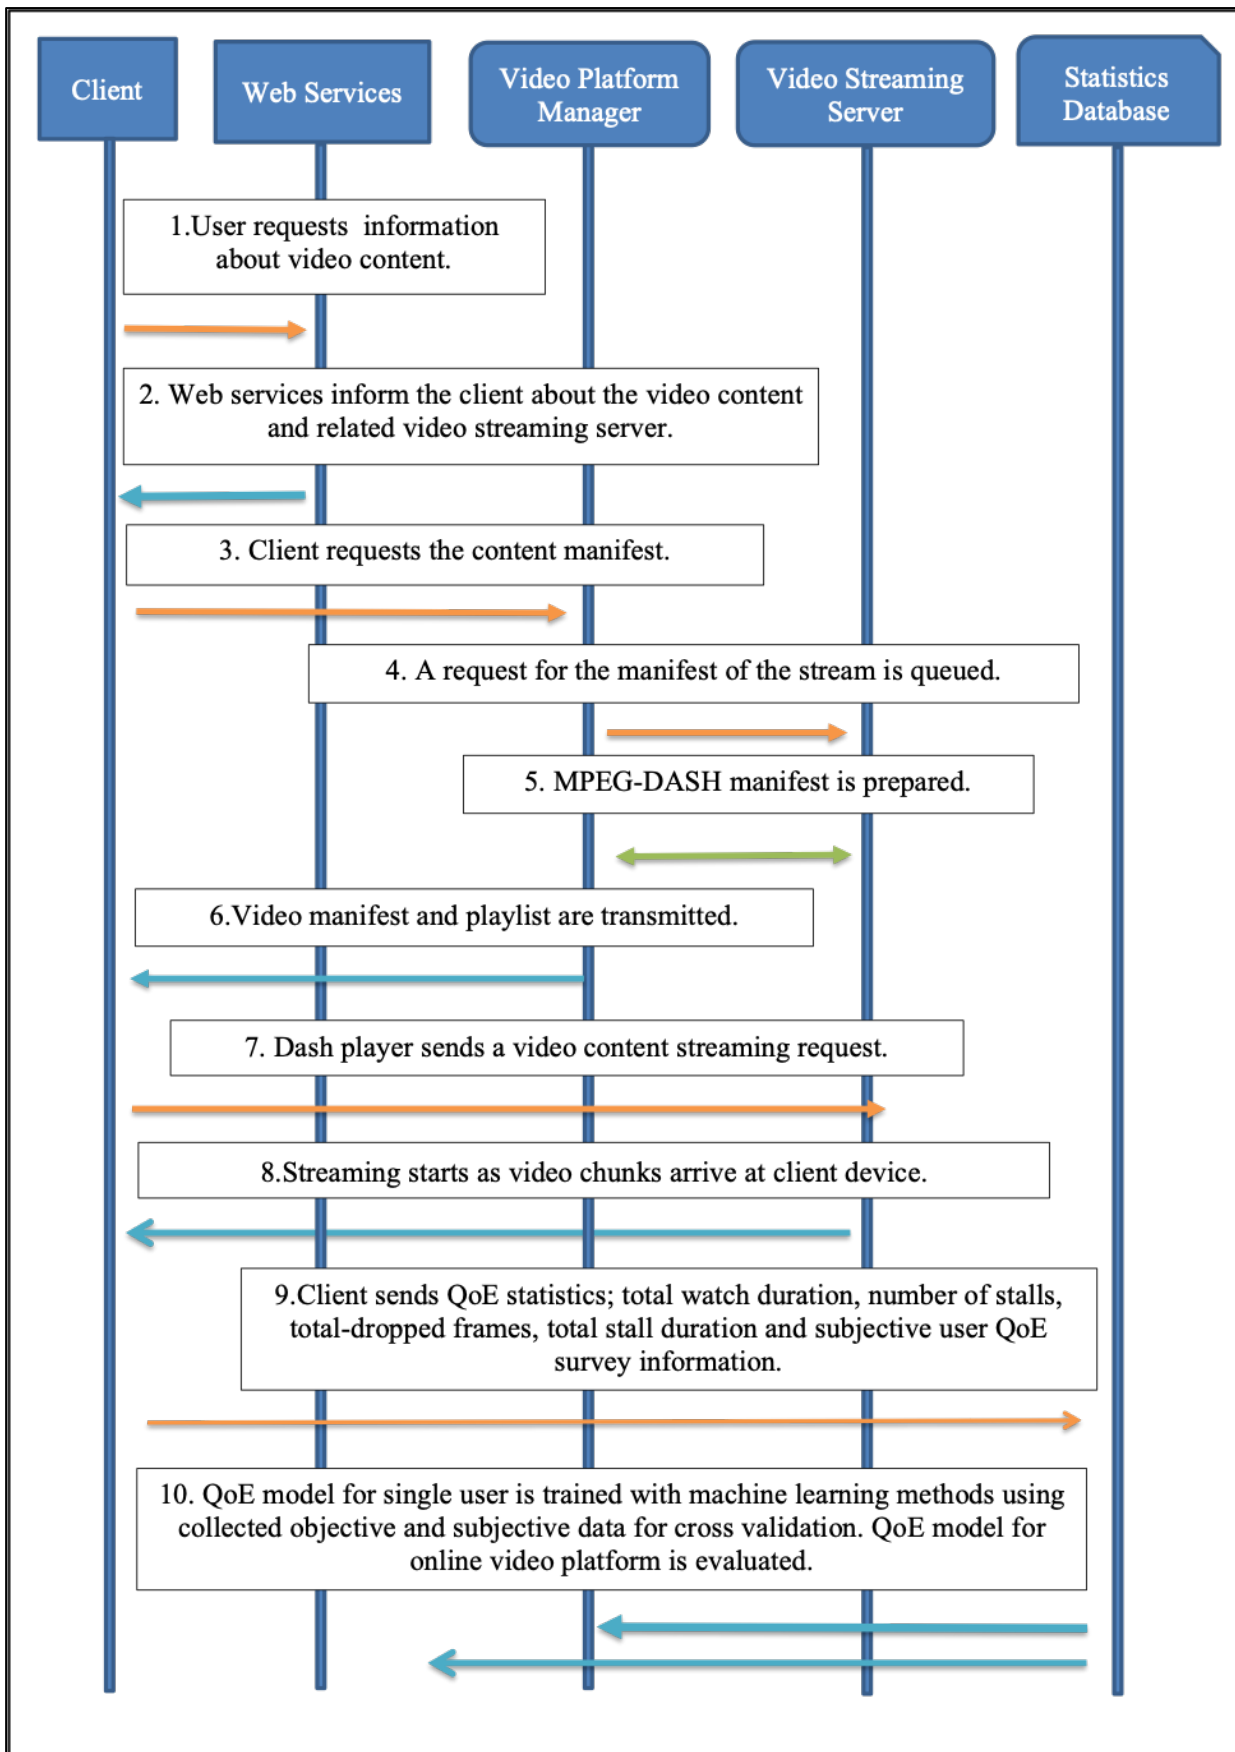 Client
Web Services
Video Platform
Manager
Video Streaming
Server
Statistics
Database
1.User requests  information
about video content.
2. Web services inform the client about the video content
and related video streaming server.
3. Client requests the content manifest.
4. A request for the manifest of the stream is queued.
5. MPEG-DASH manifest is prepared.
6.Video manifest and playlist are transmitted.
7. Dash player sends a video content streaming request.
8.Streaming starts as video chunks arrive at client device.
9.Client sends QoE statistics; total watch duration, number of stalls,
total-dropped frames, total stall duration and subjective user QoE
survey information.
10. QoE model for single user is trained with machine learning methods using
collected objective and subjective data for cross validation. QoE model for
online video platform is evaluated.